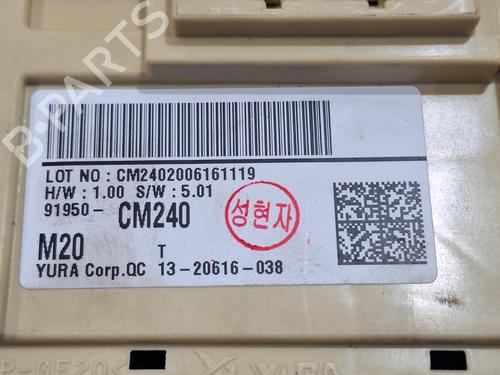 LOT NO : CM2402006161119
H/W : 1.00 S/W : 5.01
91950- CM240
성현자
M20 T
YURA Corp.QC 13-20616-038
B-PARTS